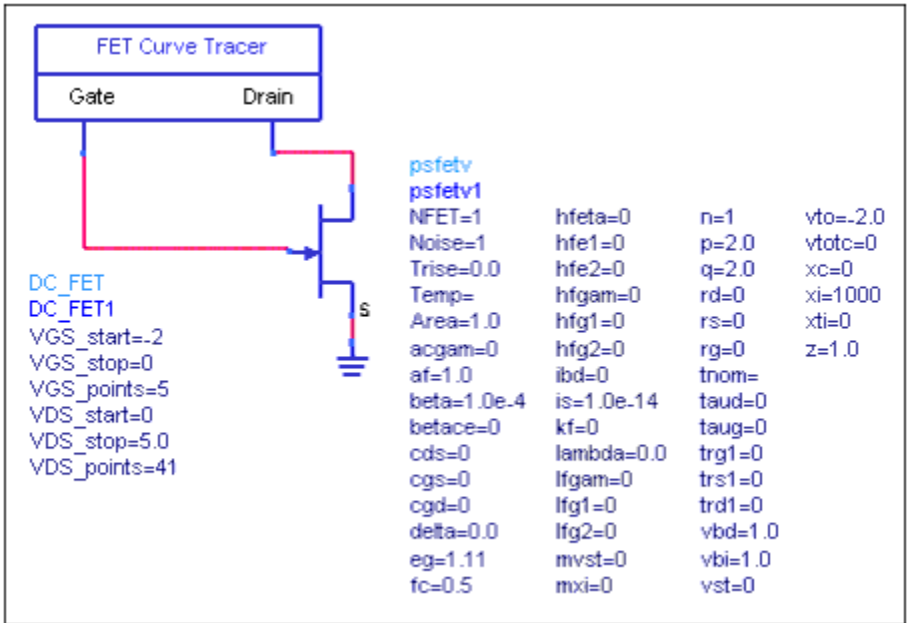 FET Curve Tracer
Gate Drain
psfetv
psfetv1
NFET=1 hfeta=0 n=1 vto=-2.0
Noise=1 hfe1=0 p=2.0 vtotc=0
Trise=0.0 hfe2=0 q=2.0 xc=0
Temp= hfgam=0 rd=0 xi=1000
Area=1.0 hfg1=0 rs=0 xti=0
acgam=0 hfg2=0 rg=0 z=1.0
af=1.0 ibd=0 tnom=
beta=1.0e-4 is=1.0e-14 taud=0
betace=0 kf=0 taug=0
cds=0 lambda=0.0 trg1=0
cgs=0 lfgam=0 trs1=0
cgd=0 lfg1=0 trd1=0
delta=0.0 lfg2=0 vbd=1.0
eg=1.11 mvst=0 vbi=1.0
fc=0.5 mxi=0 vst=0
S
DC_FET
DC_FET1
VGS_start=-2
VGS_stop=0
VGS_points=5
VDS_start=0
VDS_stop=5.0
VDS_points=41